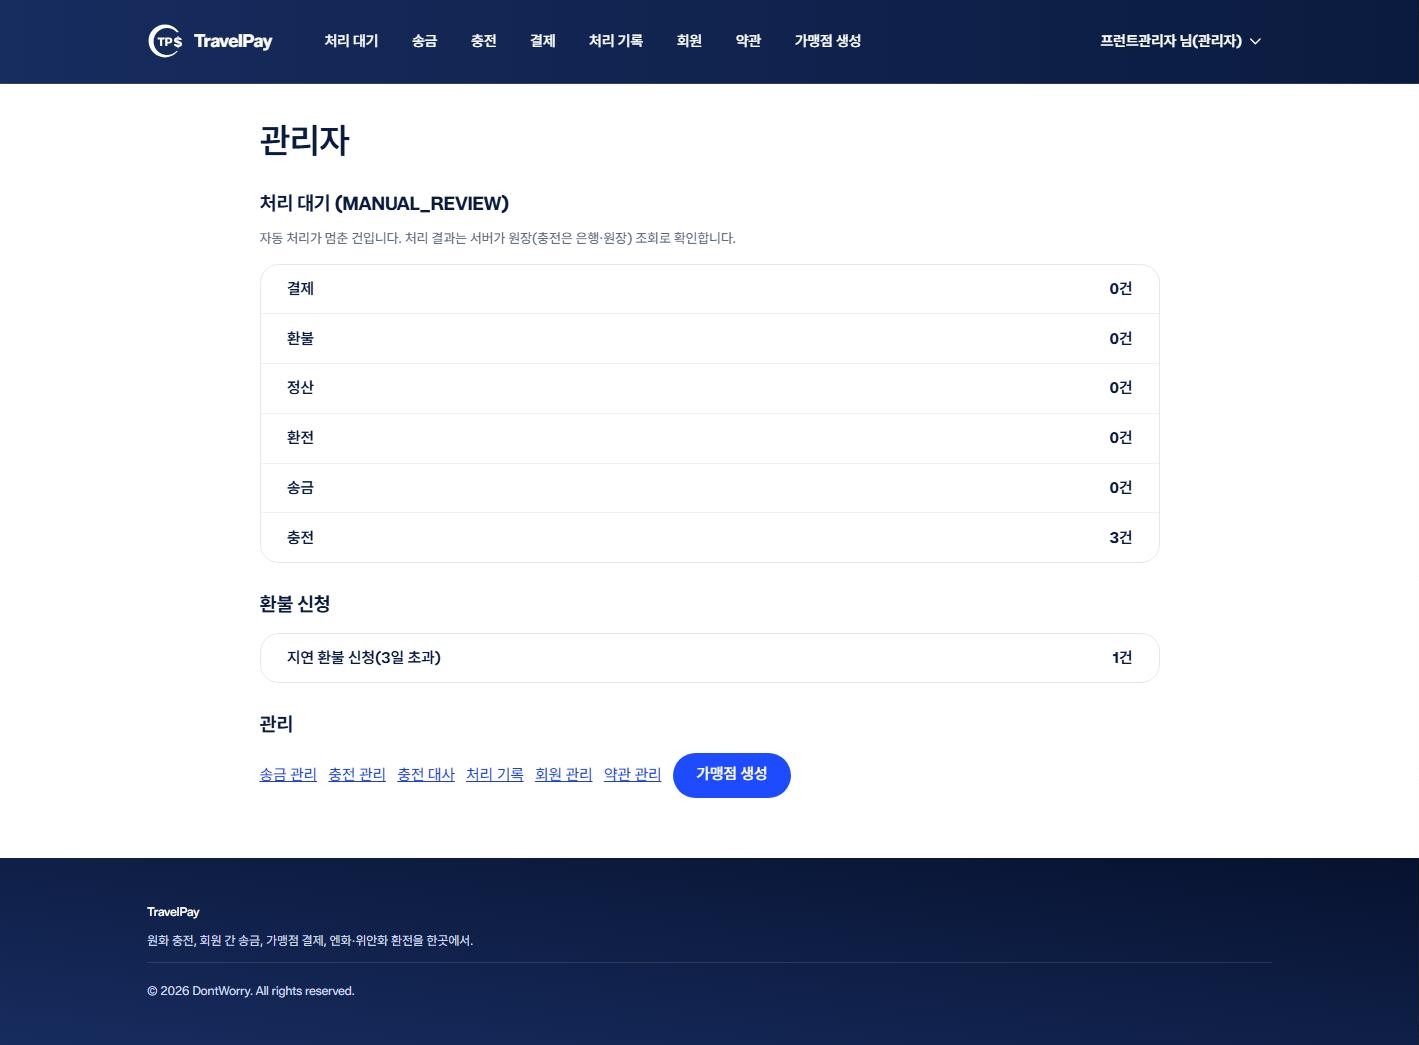 TP$ TravelPay 처리 대기 송금 충전 결제 처리 기록 회원 약관 가맹점 생성 프런트관리자 님(관리자)
관리자
처리 대기 (MANUAL_REVIEW)
자동 처리가 멈춘 건입니다. 처리 결과는 서버가 원장(충전은 은행·원장) 조회로 확인합니다.
결제 0건
환불 0건
정산 0건
환전 0건
송금 0건
충전 3건
환불 신청
지연 환불 신청(3일 초과) 1건
관리
송금 관리 충전 관리 충전 대사 처리 기록 회원 관리 약관 관리 가맹점 생성
TravelPay
원화 충전, 회원 간 송금, 가맹점 결제, 엔화·위안화 환전을 한곳에서.
© 2026 DontWorry. All rights reserved.